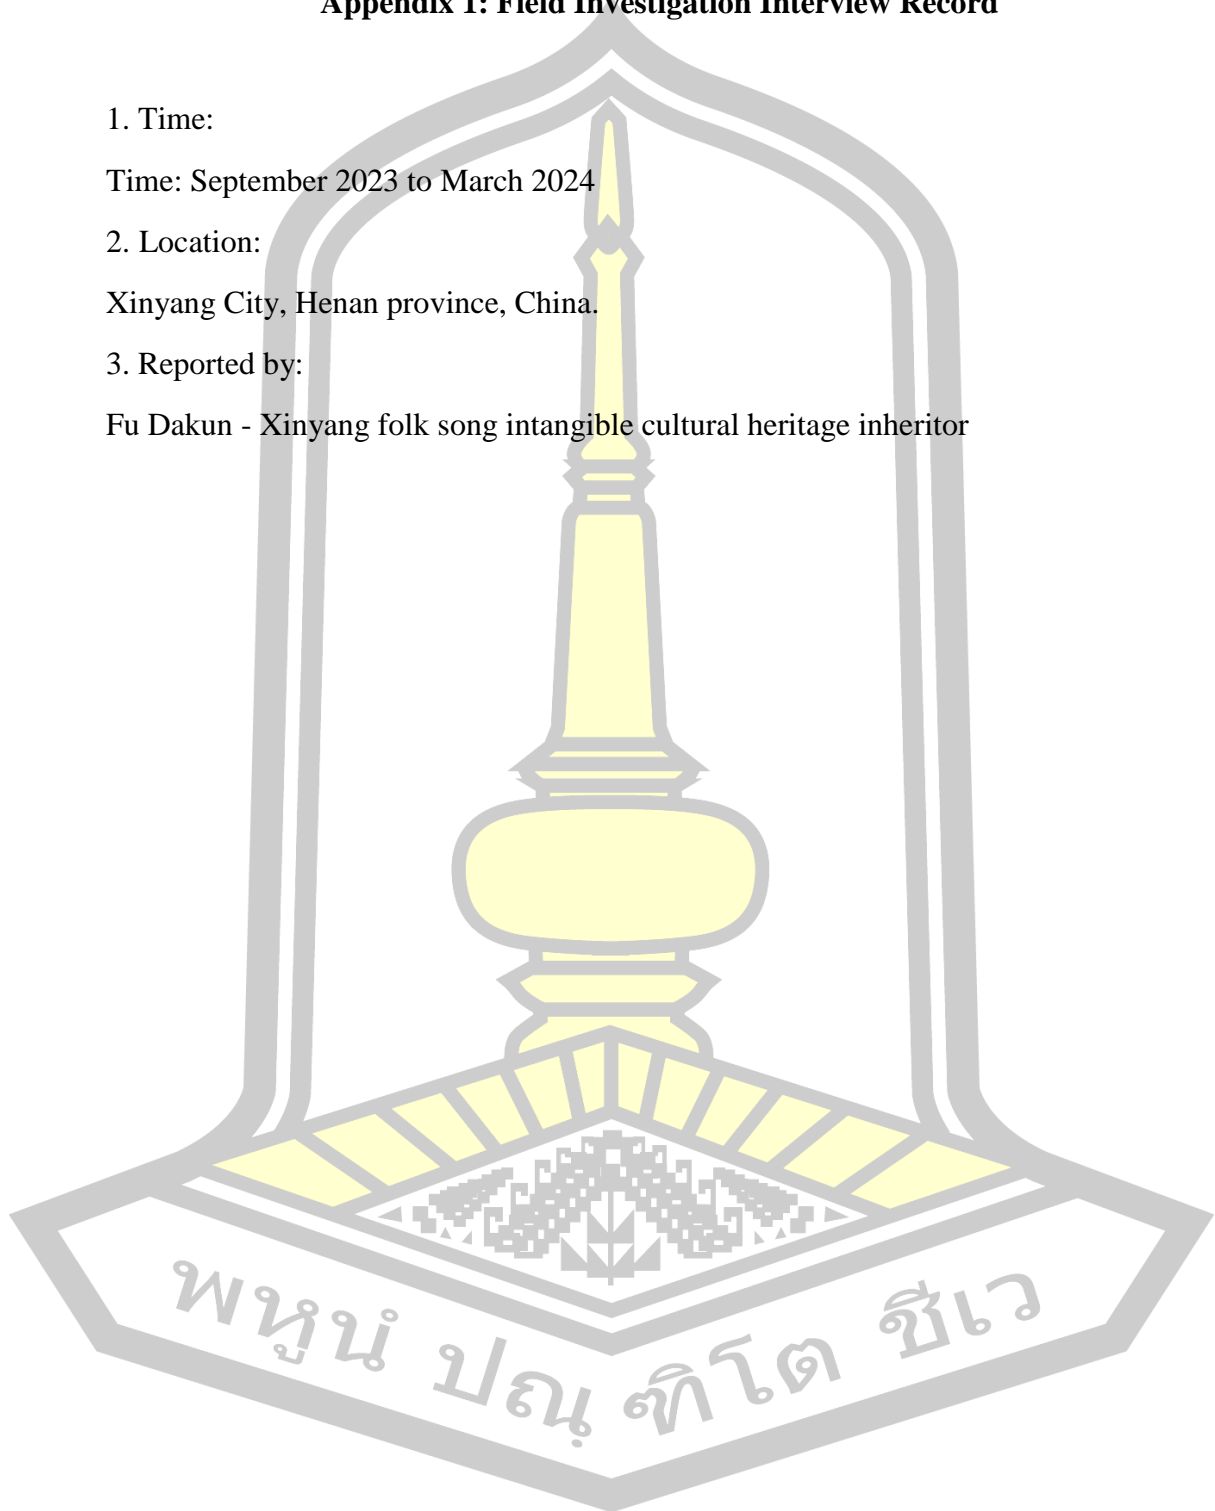 Appendix 1: Field Investigation Interview Record
1. Time:
Time: September 2023 to March 2024
2. Location:
Xinyang City, Henan province, China.
3. Reported by:
Fu Dakun - Xinyang folk song intangible cultural heritage inheritor
พหูนํ ปณฺฑิโต ชีเว